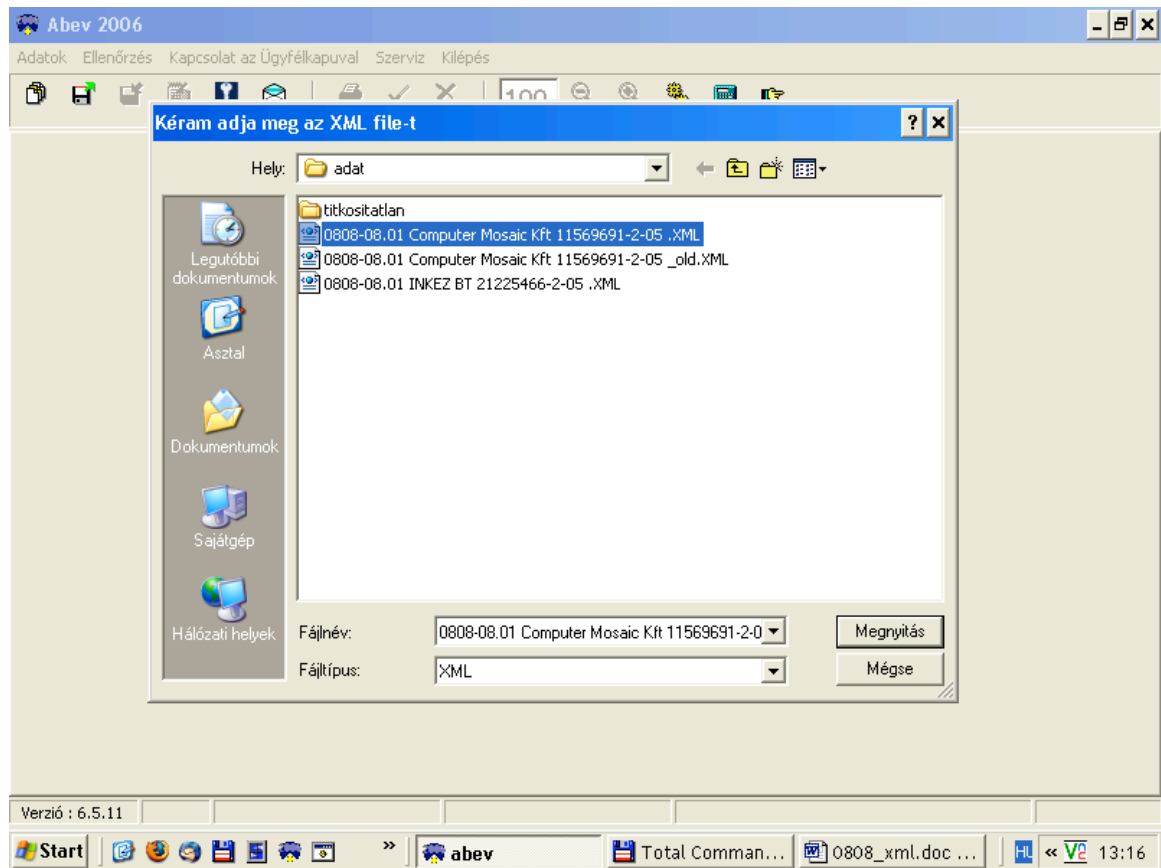 Abev 2006
Adatok Ellenőrzés Kapcsolat az Ügyfélkapuval Szerviz Kilépés
100
Kéram adja meg az XML file-t
Hely: adat
titkositatlan
0808-08.01 Computer Mosaic Kft 11569691-2-05 .XML
0808-08.01 Computer Mosaic Kft 11569691-2-05 _old.XML
0808-08.01 INKEZ BT 21225466-2-05 .XML
Legutóbbi
dokumentumok
Asztal
Dokumentumok
Sajátgép
Hálózati helyek
Fájlnév: 0808-08.01 Computer Mosaic Kft 11569691-2-0 Megnyitás
Fájltípus: XML Mégse
Verzió : 6.5.11
Start » abev Total Comman... 0808_xml.doc ... HU « 13:16